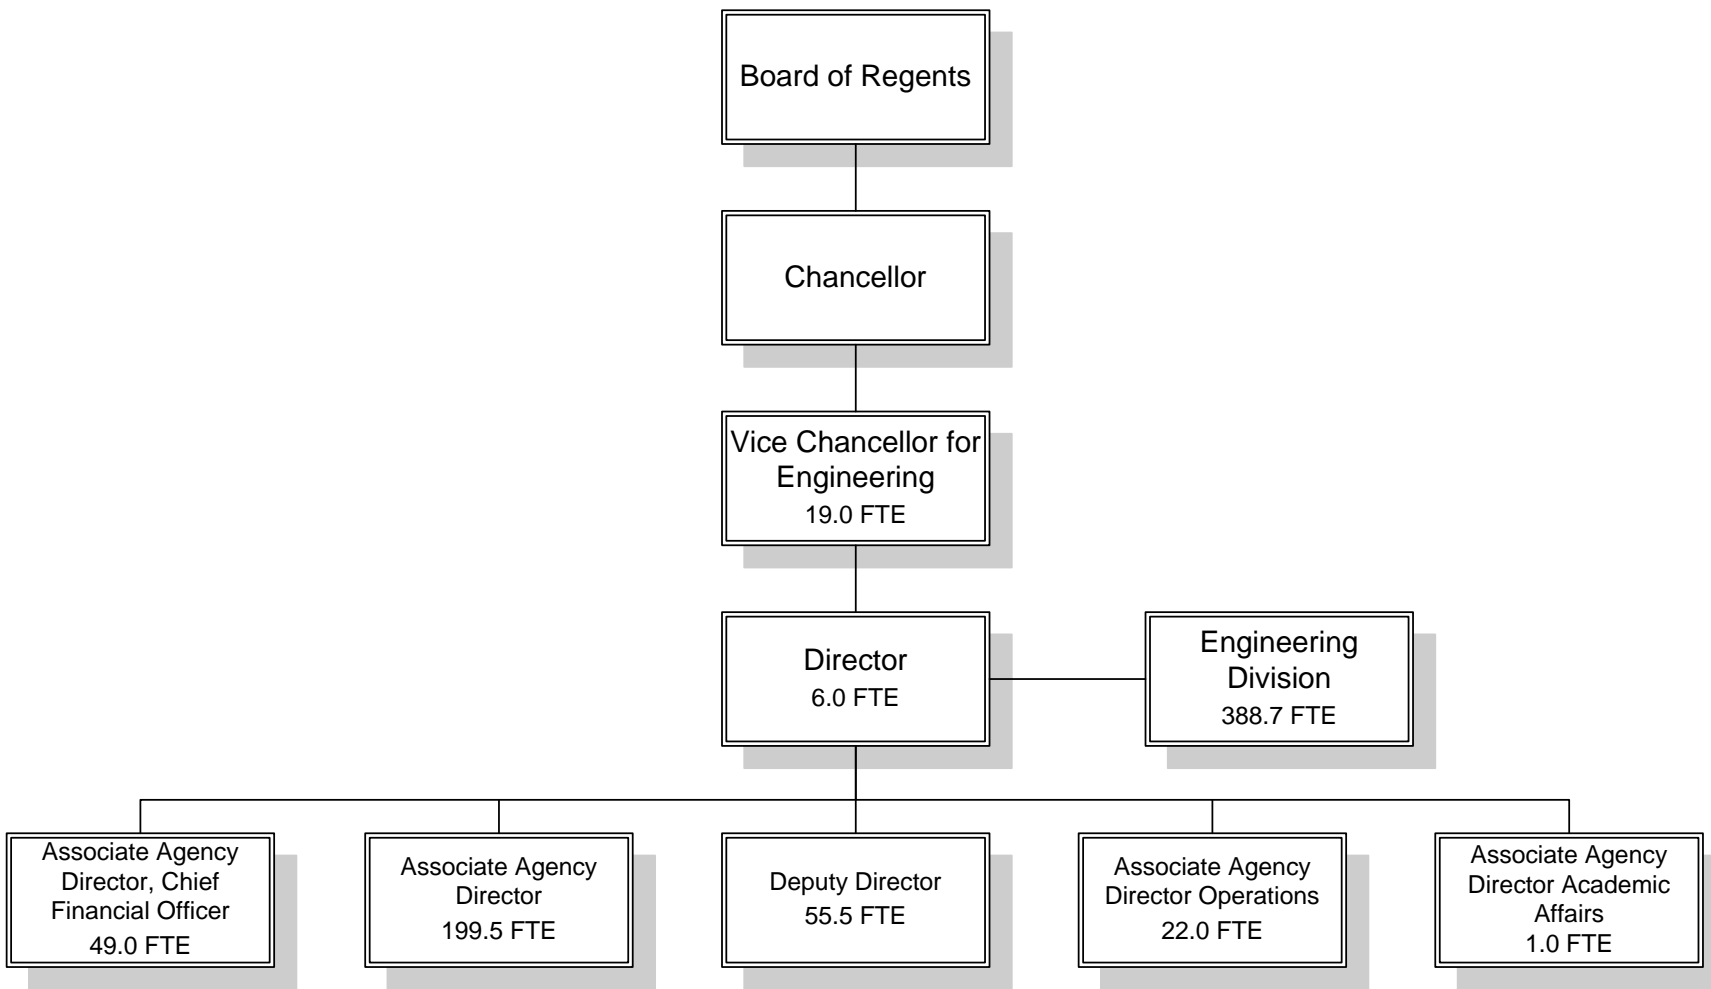 Board of Regents
Chancellor
Vice Chancellor for
Engineering
19.0 FTE
Director
6.0 FTE
Engineering
Division
388.7 FTE
Associate Agency
Director, Chief
Financial Officer
49.0 FTE
Associate Agency
Director
199.5 FTE
Deputy Director
55.5 FTE
Associate Agency
Director Operations
22.0 FTE
Associate Agency
Director Academic
Affairs
1.0 FTE